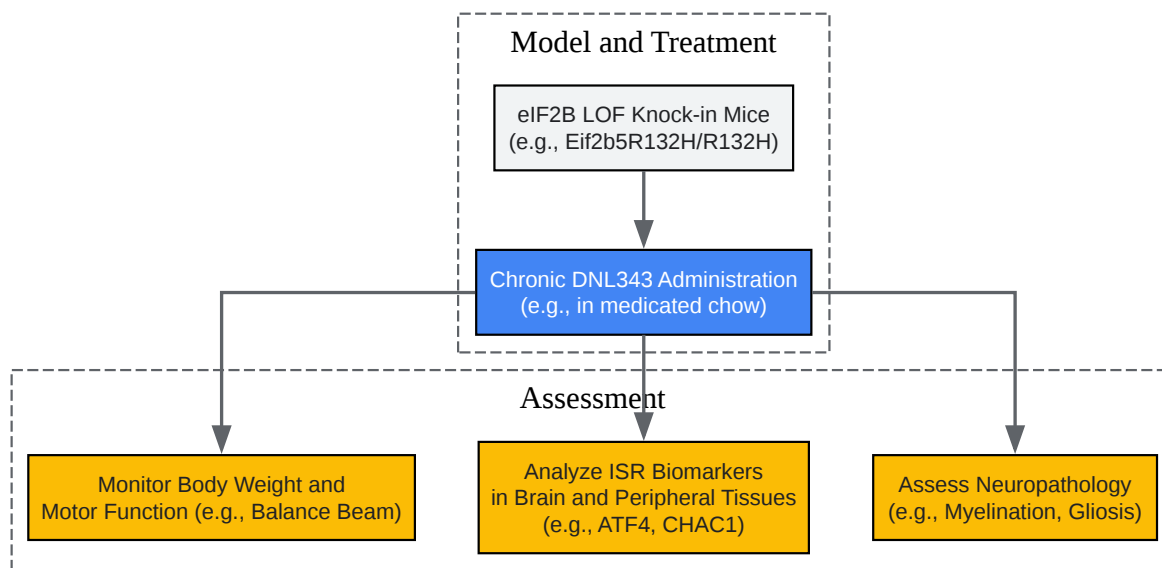 Model and Treatment
eIF2B LOF Knock-in Mice
(e.g., Eif2b5R132H/R132H)
Chronic DNL343 Administration
(e.g., in medicated chow)
Assessment
Monitor Body Weight and
Motor Function (e.g., Balance Beam)
Analyze ISR Biomarkers
in Brain and Peripheral Tissues
(e.g., ATF4, CHAC1)
Assess Neuropathology
(e.g., Myelination, Gliosis)